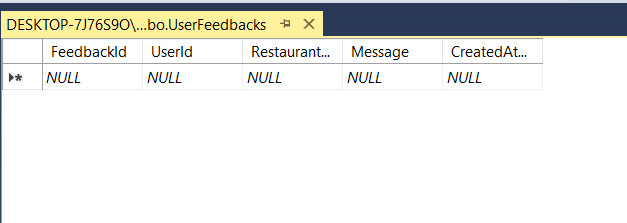 DESKTOP-7J76S9O\...bo.UserFeedbacks
FeedbackId UserId Restaurant... Message CreatedAt...
NULL NULL NULL NULL NULL